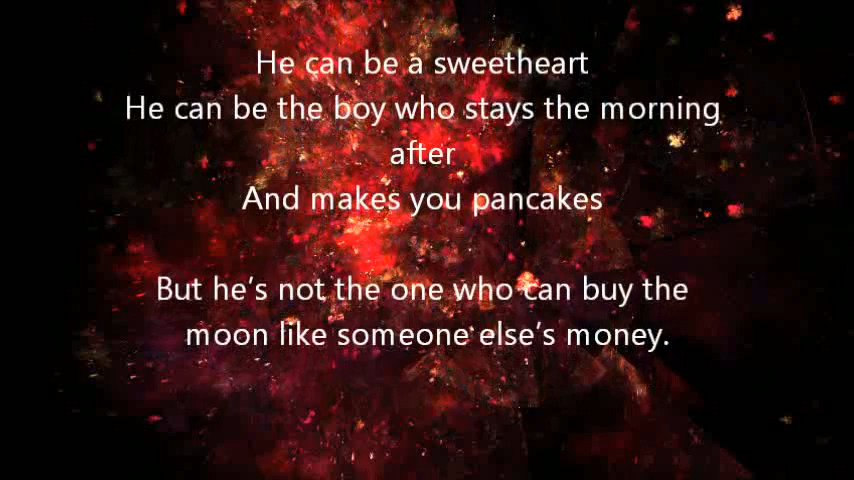 He can be a sweetheart
He can be the boy who stays the morning
after
And makes you pancakes
But he's not the one who can buy the
moon like someone else's money.